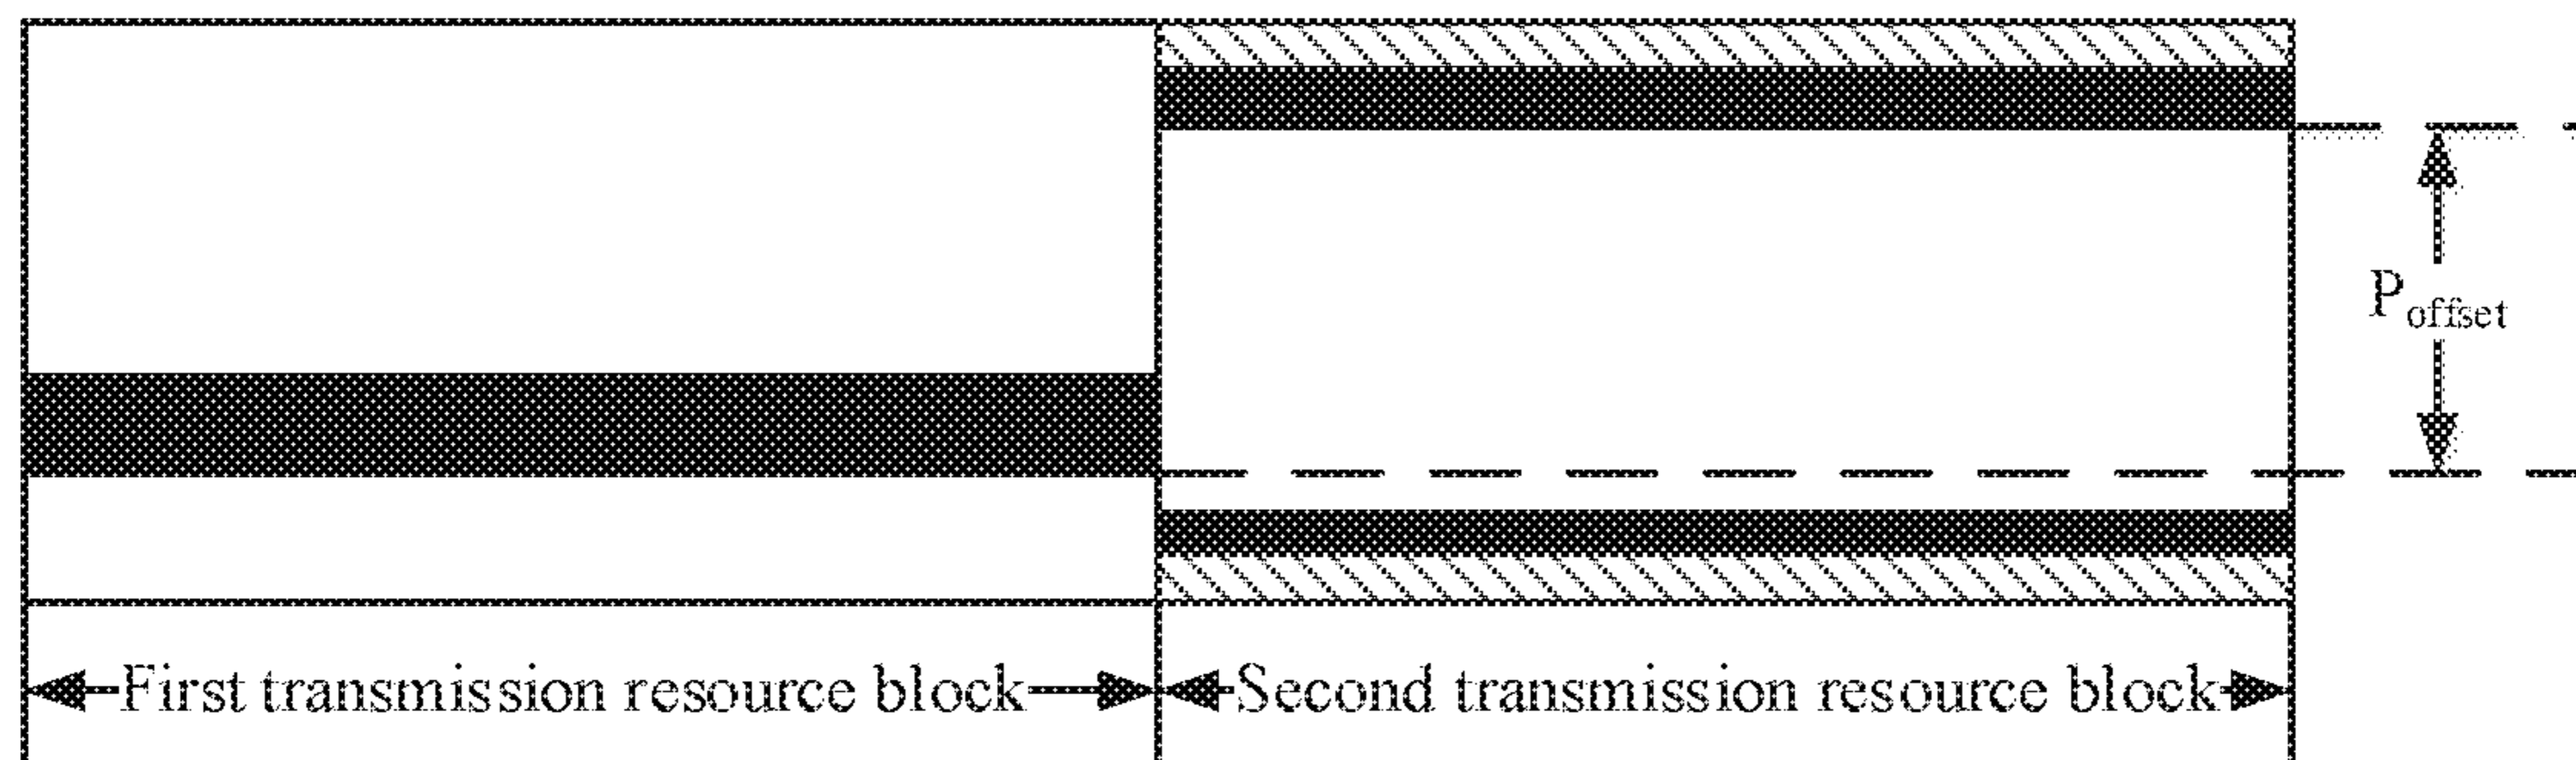 P_offset
First transmission resource block
Second transmission resource block